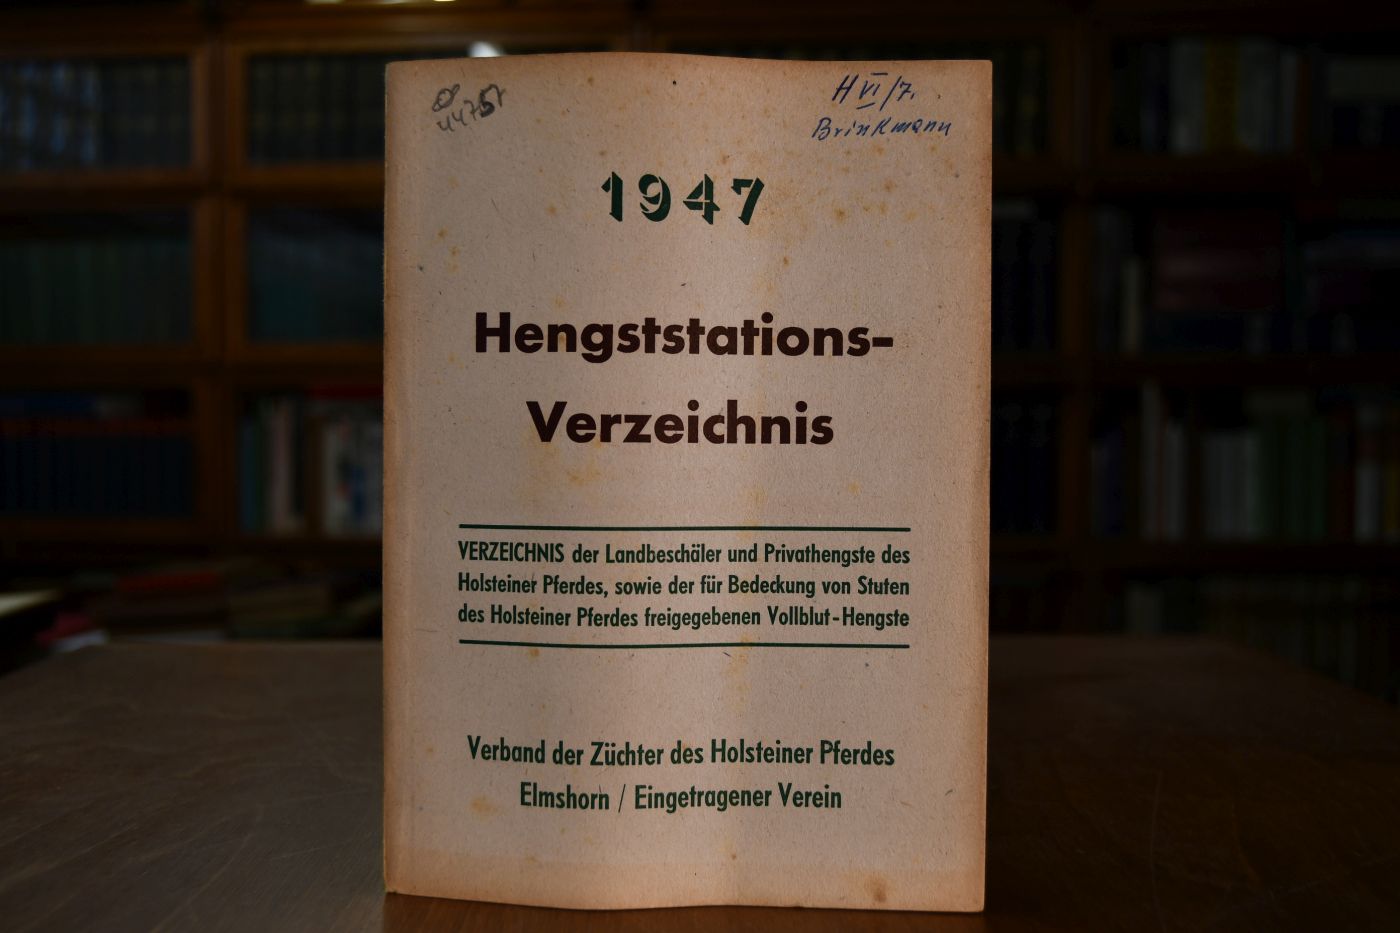 44757
H VI/7.
Brinkmann
1947
Hengststations-
Verzeichnis
VERZEICHNIS der Landbeschäler und Privathengste des
Holsteiner Pferdes, sowie der für Bedeckung von Stuten
des Holsteiner Pferdes freigegebenen Vollblut-Hengste
Verband der Züchter des Holsteiner Pferdes
Elmshorn / Eingetragener Verein